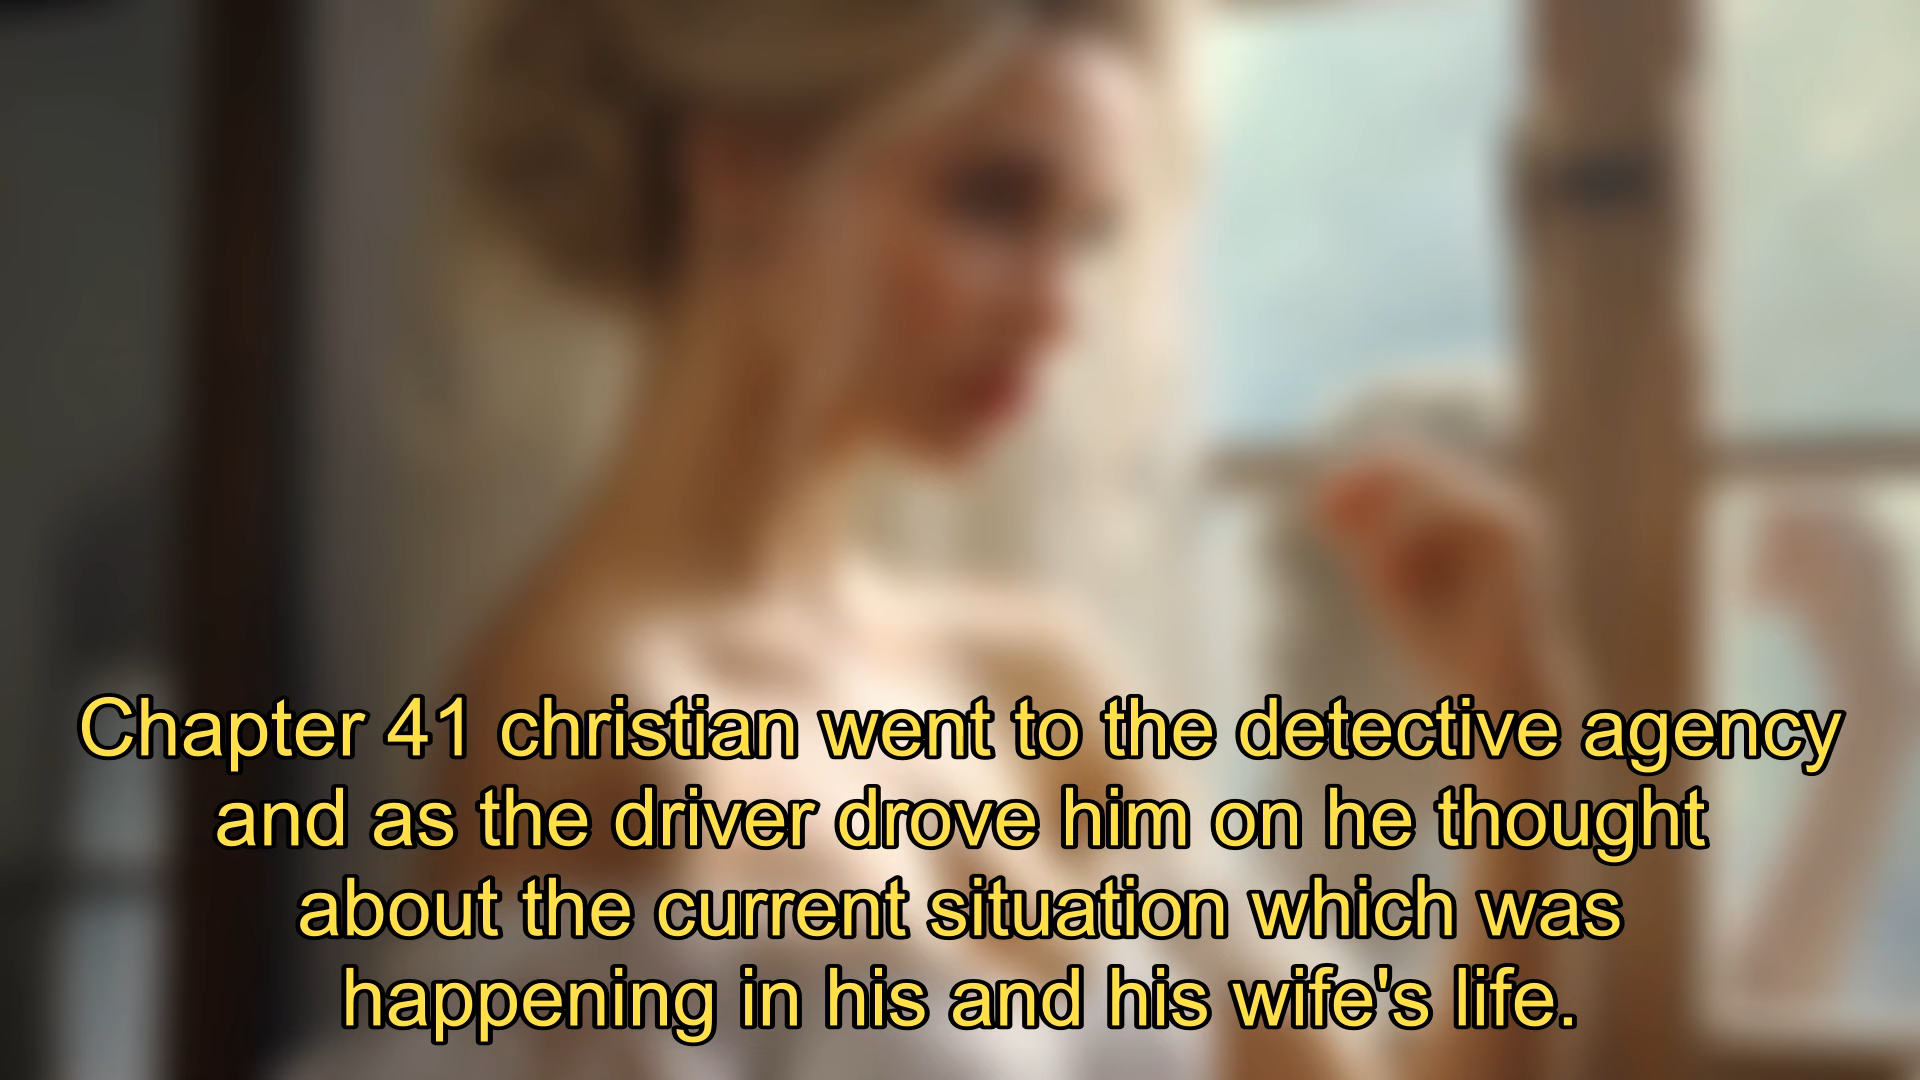 Chapter 41 christian went to the detective agency
and as the driver drove him on he thought
about the current situation which was
happening in his and his wife's life.